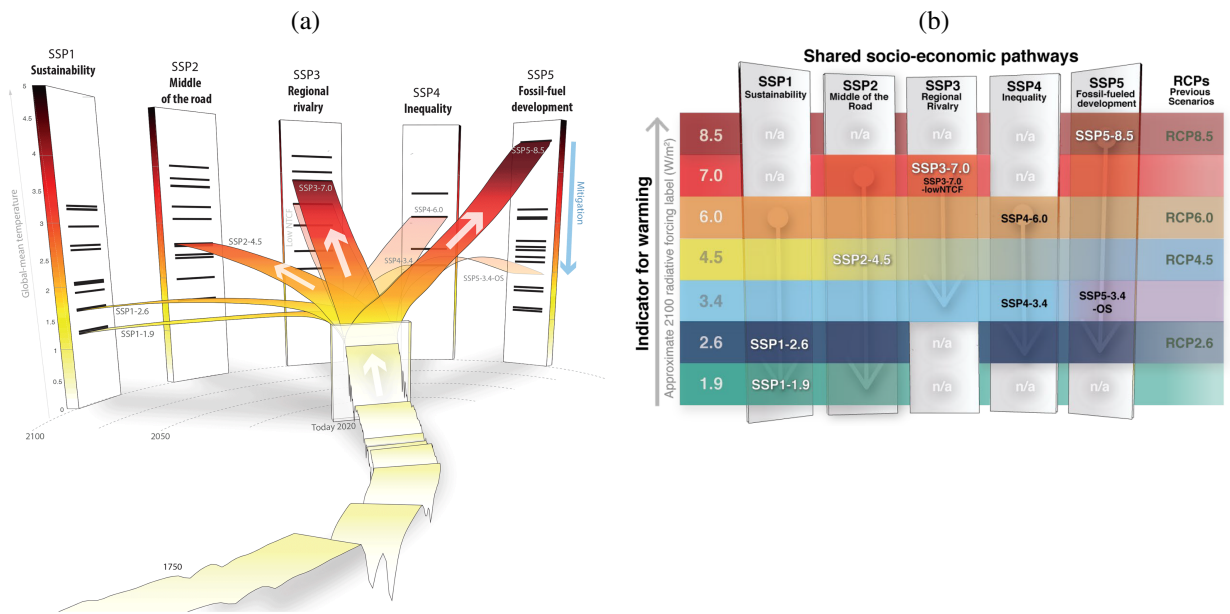 (a)
SSP1
Sustainability
SSP2
Middle
of the road
SSP3
Regional
rivalry
SSP4
Inequality
SSP5
Fossil-fuel
development
Global-mean temperature
5
4.5
4
3.5
3
2.5
2
1.5
1
0.5
0
SSP5-8.5
SSP3-7.0
SSP4-6.0
SSP2-4.5
Low NTCF
SSP4-3.4
SSP5-3.4-OS
SSP1-2.6
SSP1-1.9
Mitigation
Today 2020
2100
2050
1750
(b)
Shared socio-economic pathways
SSP1
Sustainability
SSP2
Middle of the
Road
SSP3
Regional
Rivalry
SSP4
Inequality
SSP5
Fossil-fueled
development
RCPs
Previous
Scenarios
Indicator for warming
Approximate 2100 radiative forcing label (W/m²)
8.5 n/a n/a n/a n/a SSP5-8.5 RCP8.5
7.0 n/a SSP3-7.0 n/a
SSP3-7.0
-lowNTCF
6.0 SSP4-6.0 RCP6.0
4.5 SSP2-4.5 RCP4.5
3.4 SSP4-3.4 SSP5-3.4
-OS
2.6 SSP1-2.6 n/a RCP2.6
1.9 SSP1-1.9 n/a n/a n/a